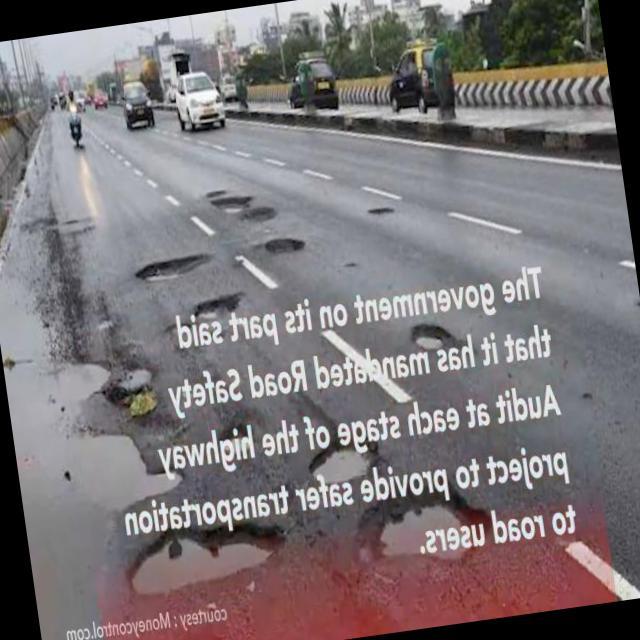 The government on its part said
that it has mandated Road Safety
Audit at each stage of the highway
project to provide safer transportation
to road users.
courtesy : Moneycontrol.com